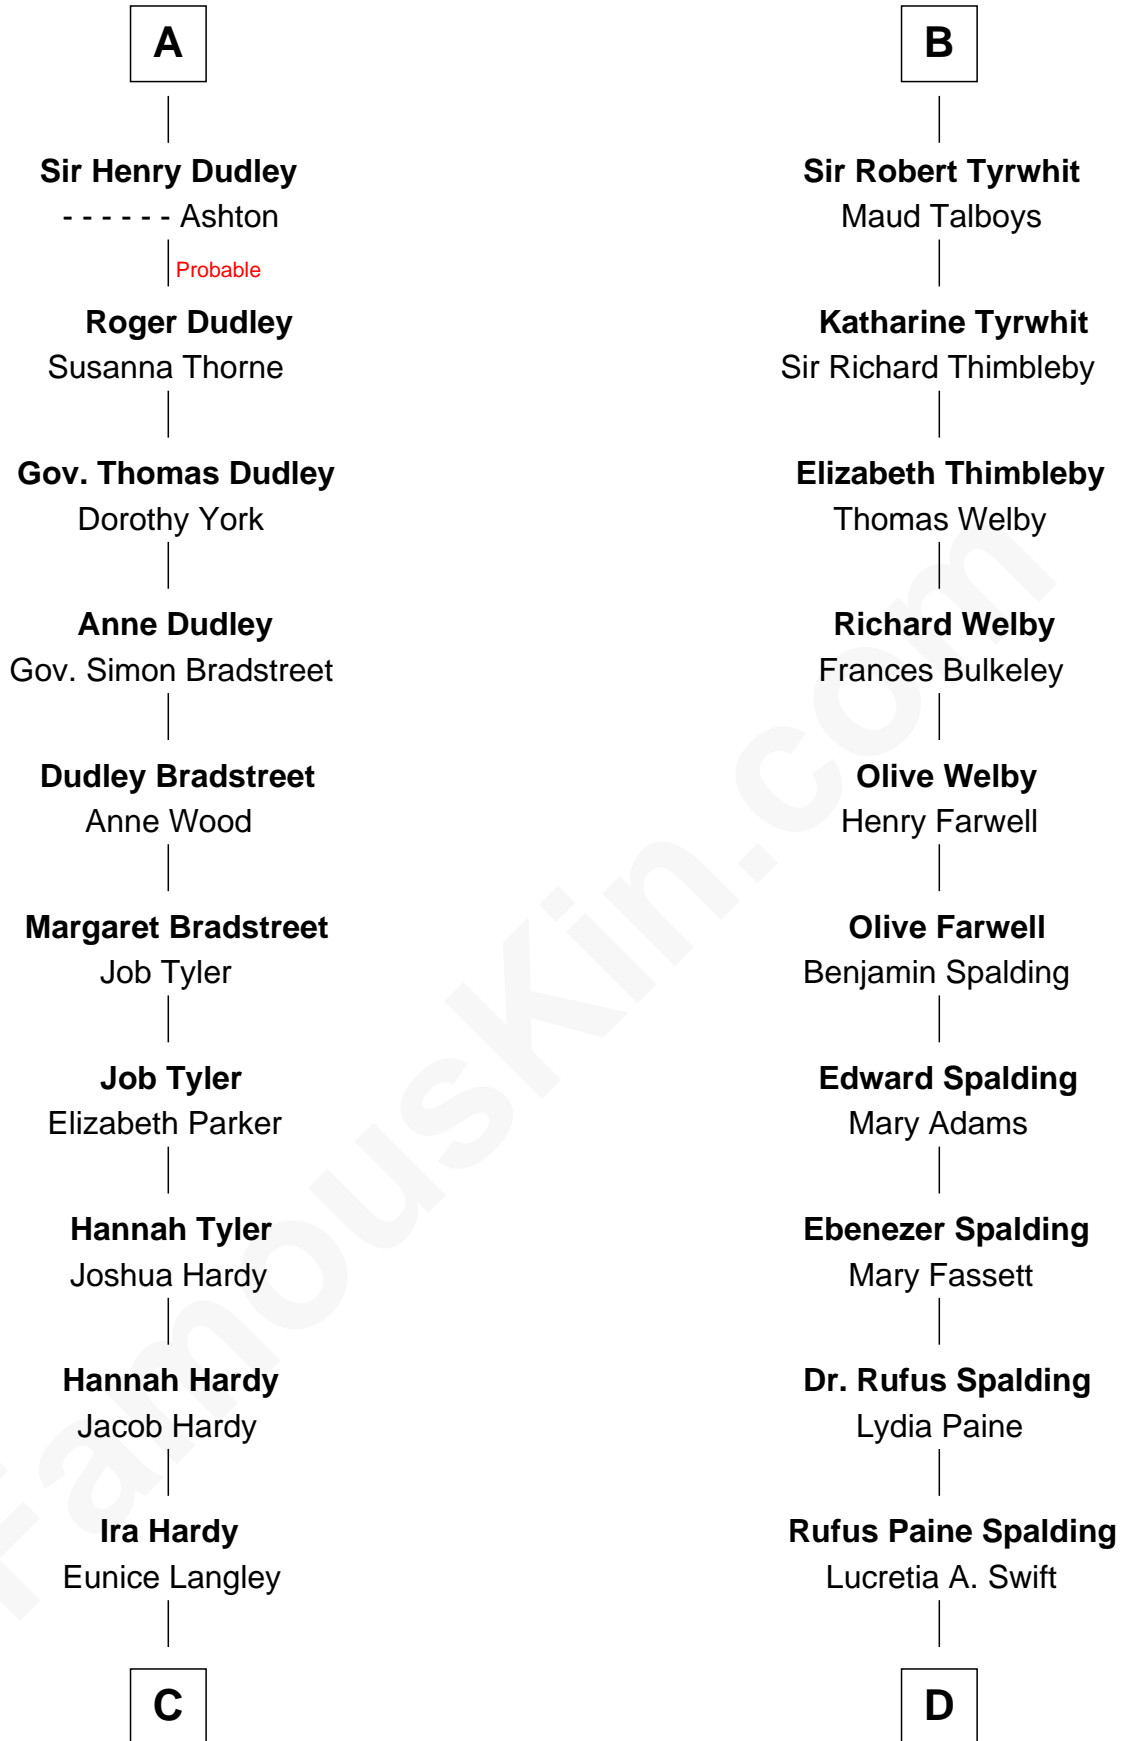 A
Sir Henry Dudley
- - - - - - Ashton
Probable
Roger Dudley
Susanna Thorne
Gov. Thomas Dudley
Dorothy York
Anne Dudley
Gov. Simon Bradstreet
Dudley Bradstreet
Anne Wood
Margaret Bradstreet
Job Tyler
Job Tyler
Elizabeth Parker
Hannah Tyler
Joshua Hardy
Hannah Hardy
Jacob Hardy
Ira Hardy
Eunice Langley
C
B
Sir Robert Tyrwhit
Maud Talboys
Katharine Tyrwhit
Sir Richard Thimbleby
Elizabeth Thimbleby
Thomas Welby
Richard Welby
Frances Bulkeley
Olive Welby
Henry Farwell
Olive Farwell
Benjamin Spalding
Edward Spalding
Mary Adams
Ebenezer Spalding
Mary Fassett
Dr. Rufus Spalding
Lydia Paine
Rufus Paine Spalding
Lucretia A. Swift
D
FamousKin.com